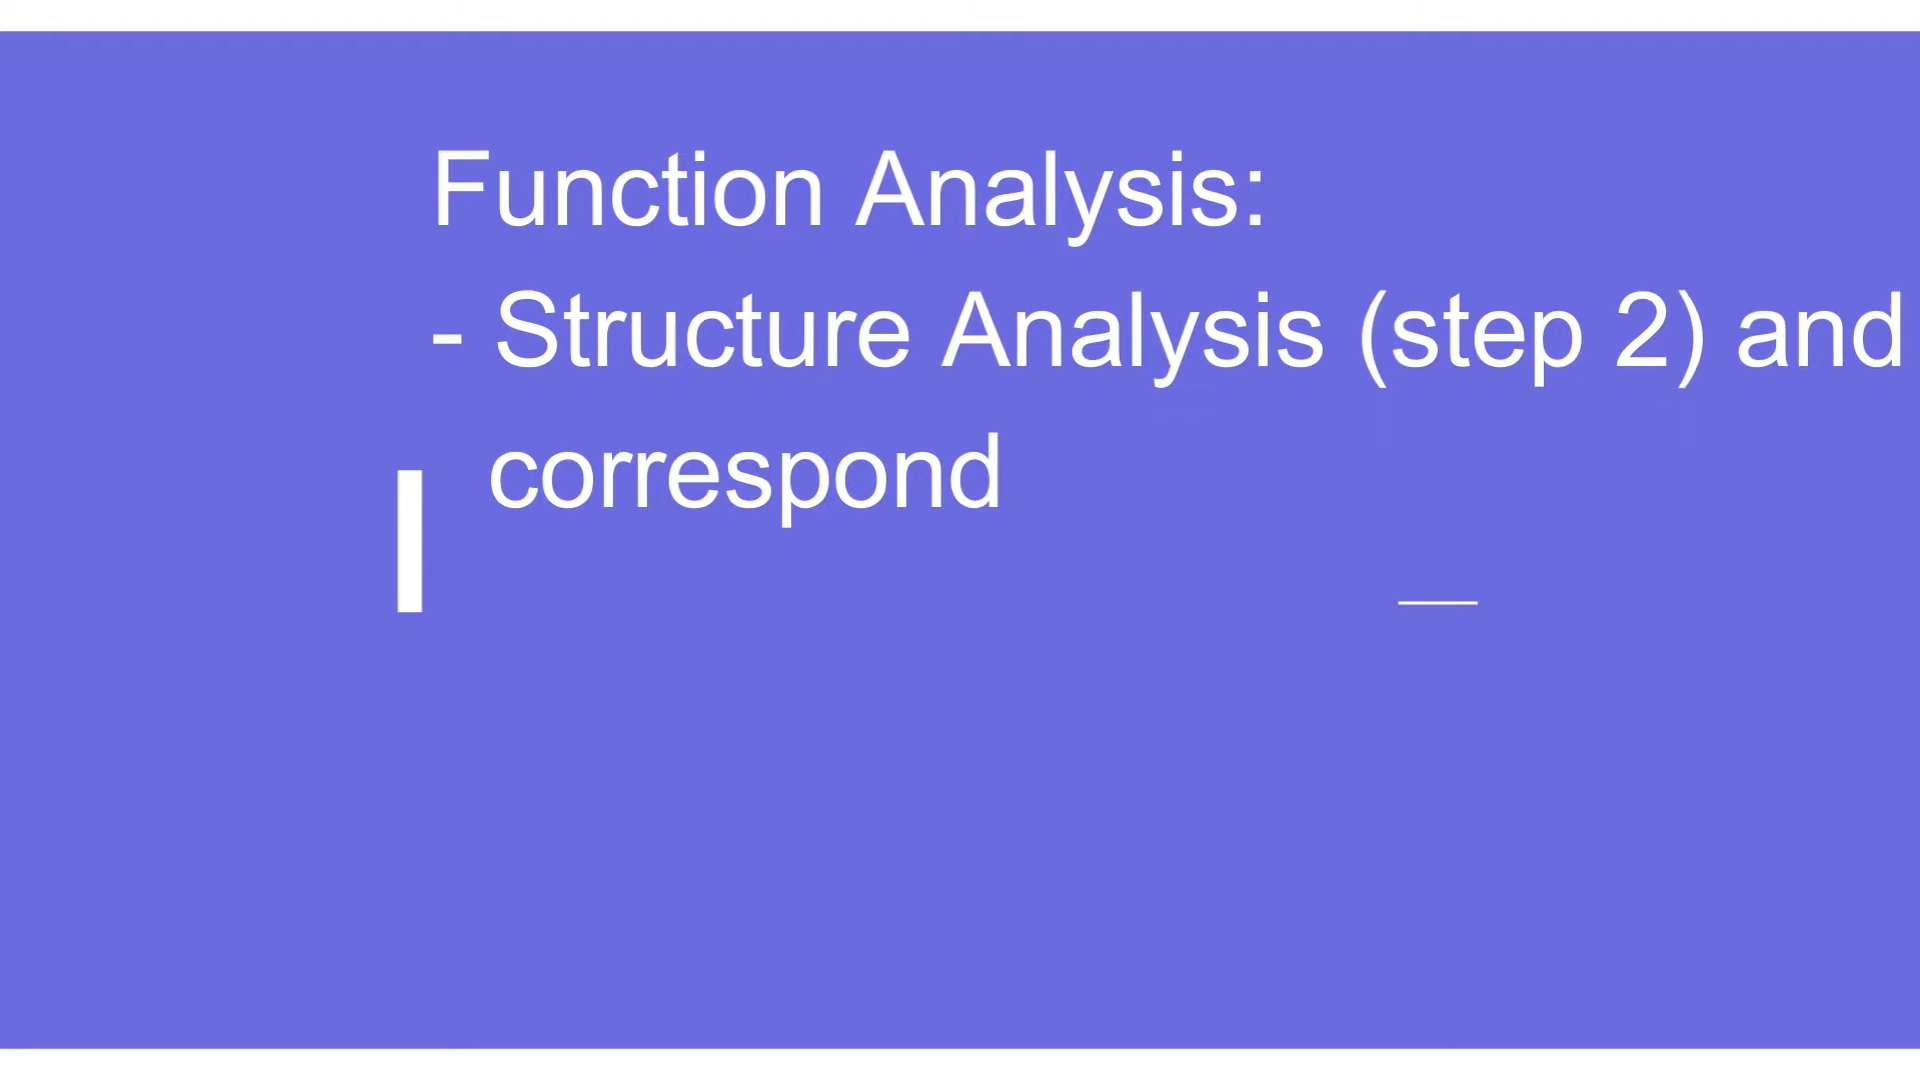 Function Analysis:
- Structure Analysis (step 2) and
correspond